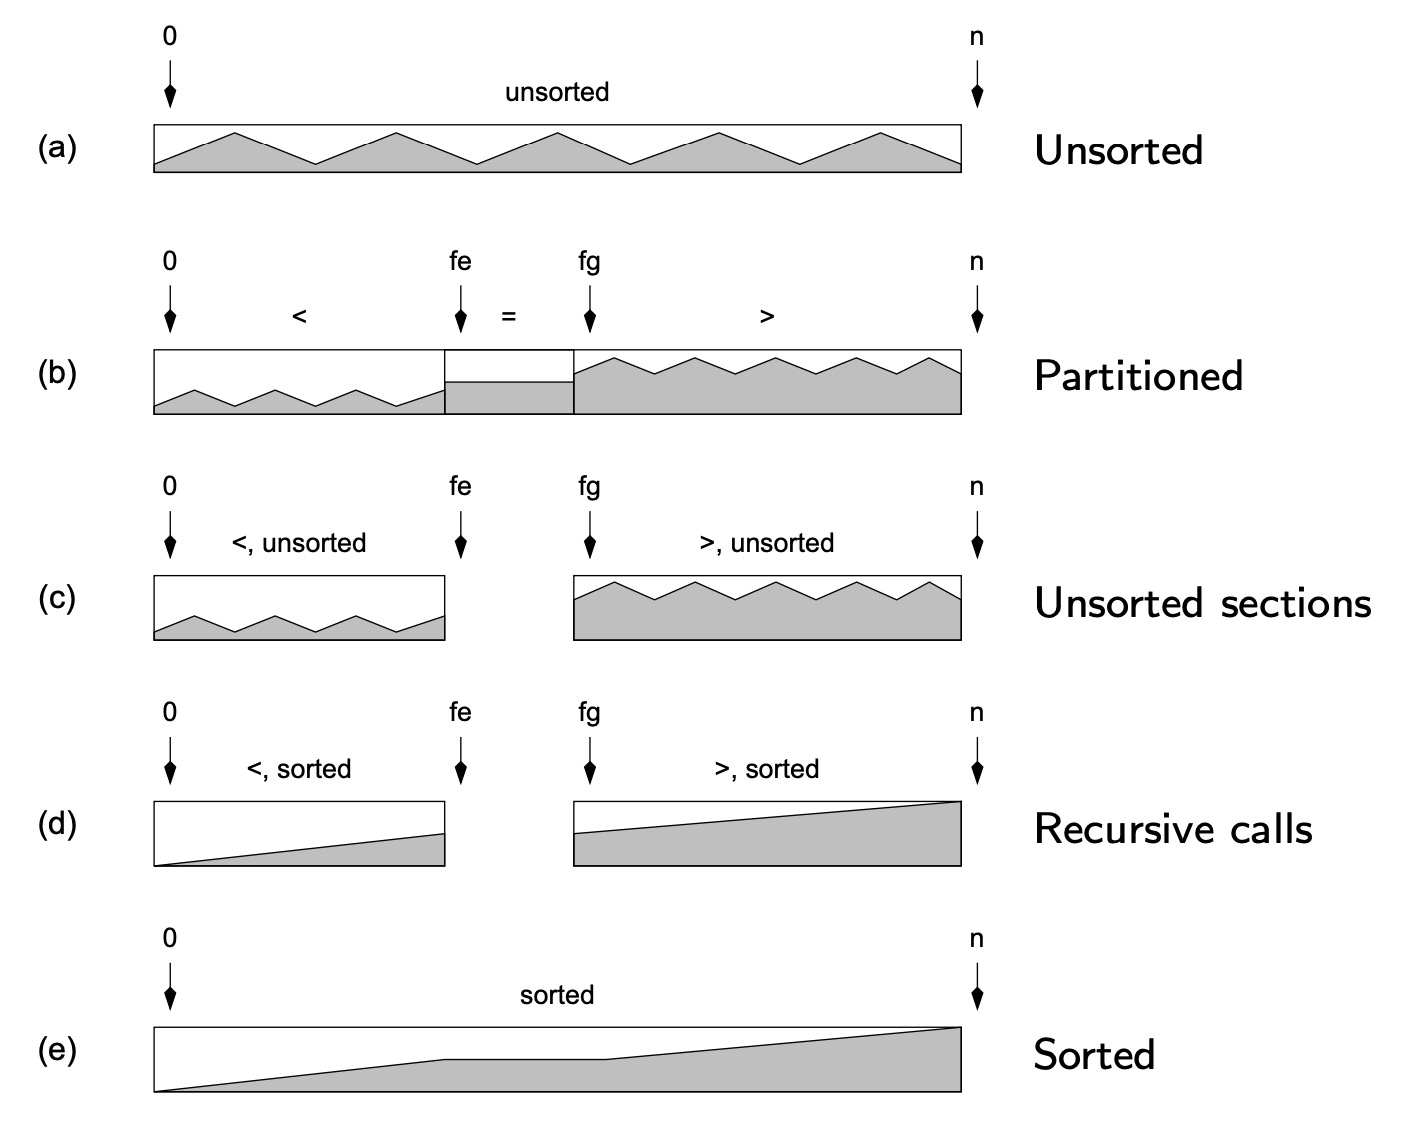 0 n
unsorted
(a) Unsorted
0 fe fg n
< = >
(b) Partitioned
0 fe fg n
<, unsorted >, unsorted
(c) Unsorted sections
0 fe fg n
<, sorted >, sorted
(d) Recursive calls
0 n
sorted
(e) Sorted